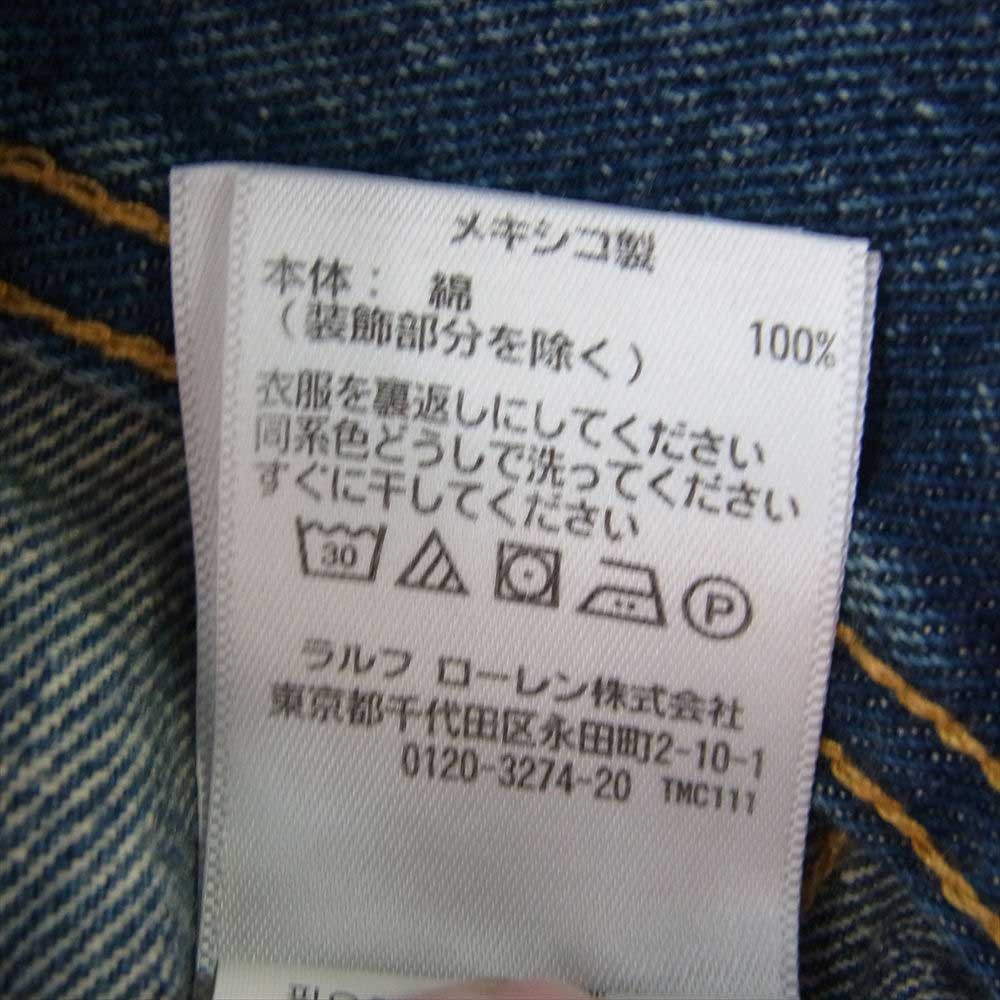 メキシコ製
本体： 綿 100%
（装飾部分を除く）
衣服を裏返しにしてください
同系色どうしで洗ってください
すぐに干してください
30 P
ラルフ ローレン株式会社
東京都千代田区永田町2-10-1
0120-3274-20 TMC111